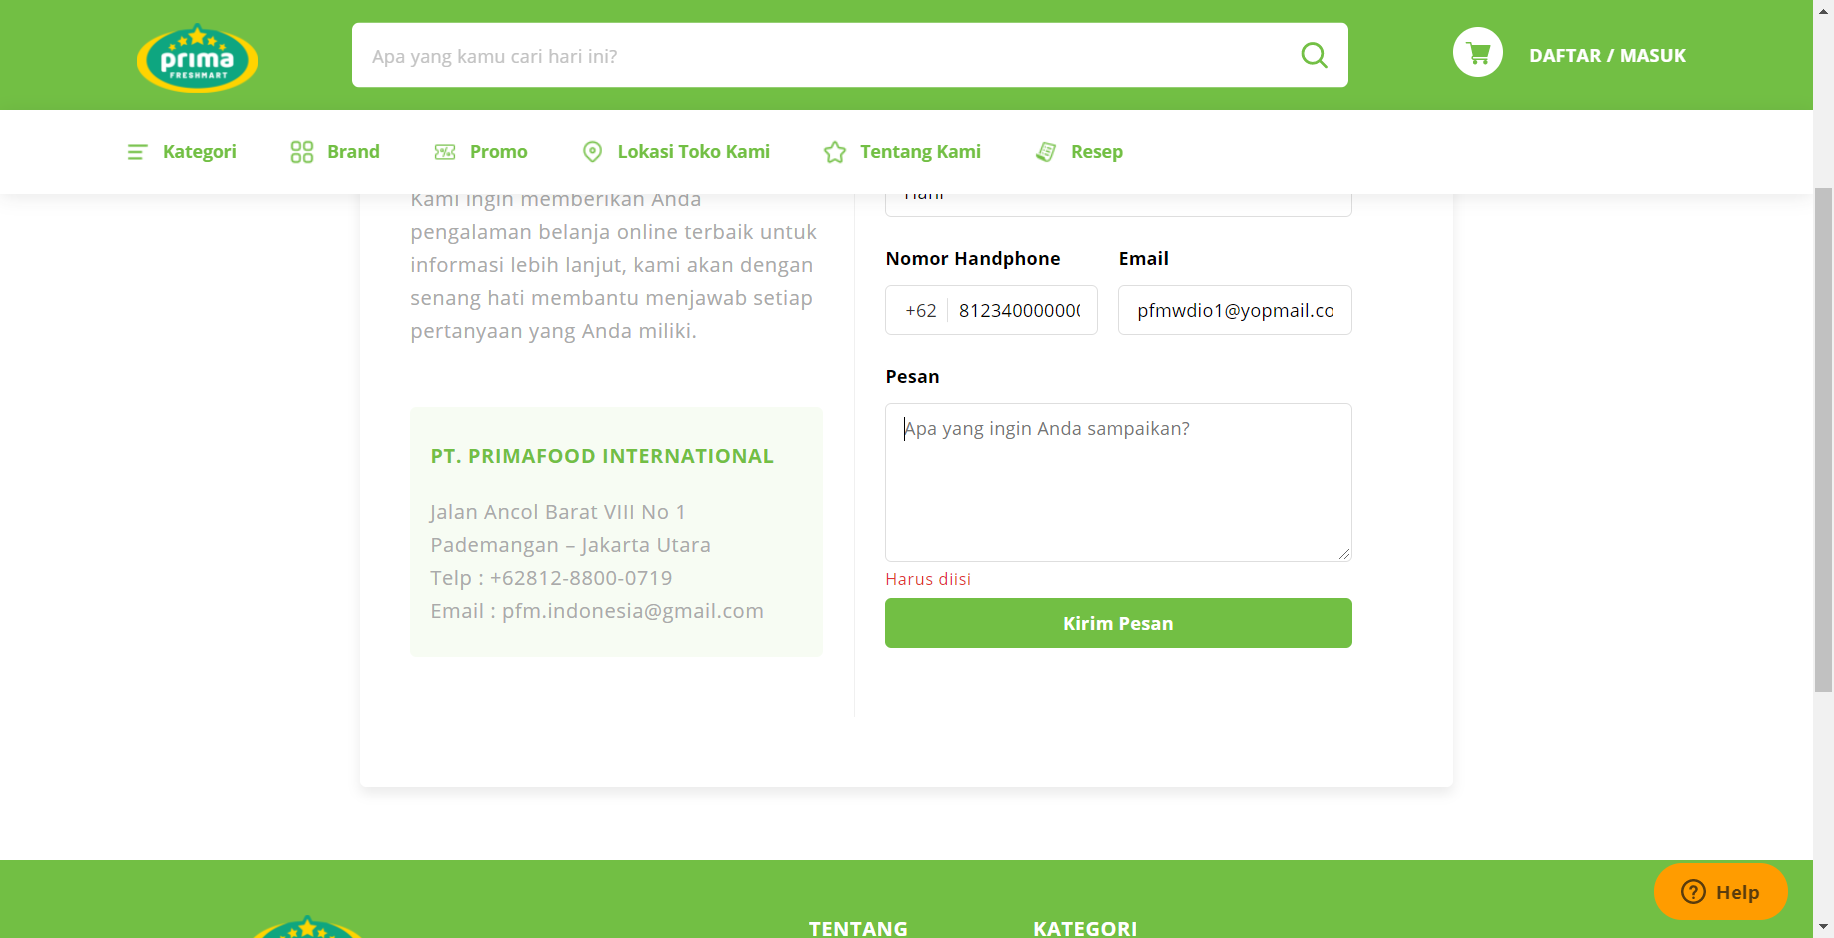 prima
FRESHMART
Apa yang kamu cari hari ini?
DAFTAR / MASUK
Kategori
Brand
Promo
Lokasi Toko Kami
Tentang Kami
Resep
Kami ingin memberikan Anda
pengalaman belanja online terbaik untuk
informasi lebih lanjut, kami akan dengan
senang hati membantu menjawab setiap
pertanyaan yang Anda miliki.
PT. PRIMAFOOD INTERNATIONAL
Jalan Ancol Barat VIII No 1
Pademangan – Jakarta Utara
Telp : +62812-8800-0719
Email : pfm.indonesia@gmail.com
Nomor Handphone
Email
+62
81234000000
pfmwdio1@yopmail.co
Pesan
Apa yang ingin Anda sampaikan?
Harus diisi
Kirim Pesan
TENTANG
KATEGORI
Help